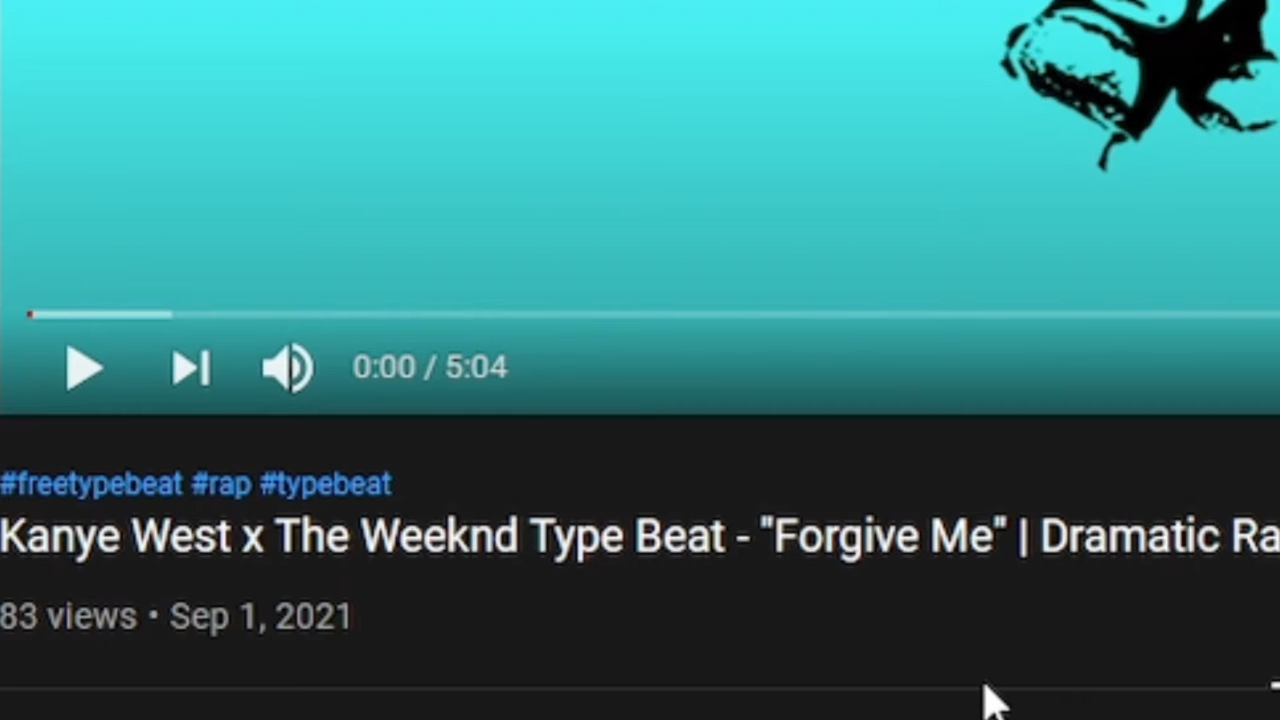 0:00 / 5:04
#freetypebeat #rap #typebeat
Kanye West x The Weeknd Type Beat - "Forgive Me" | Dramatic Ra
83 views • Sep 1, 2021